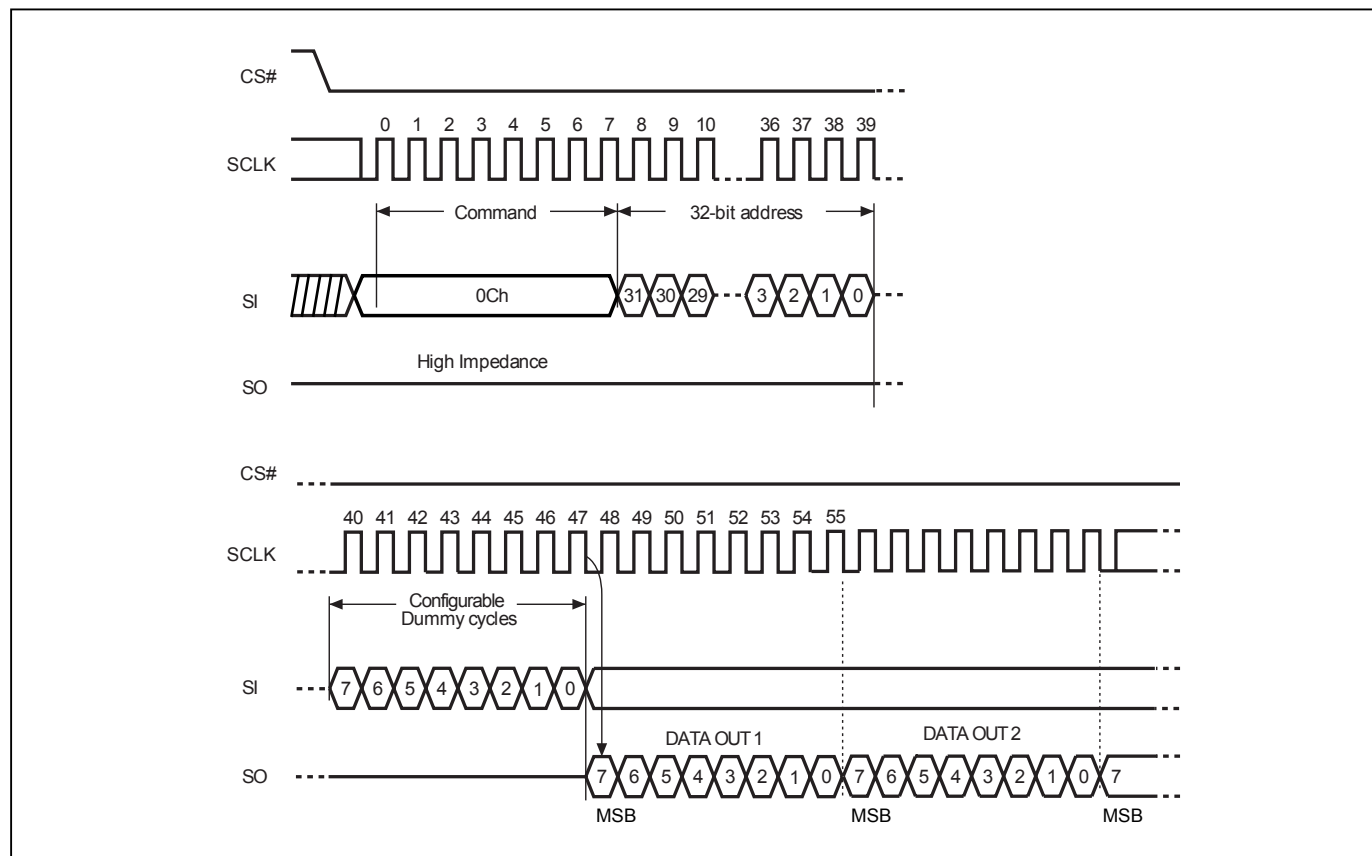 CS#
0 1 2 3 4 5 6 7 8 9 10 36 37 38 39
SCLK
Command 32-bit address
SI 0Ch 31 30 29 3 2 1 0
High Impedance
SO
CS#
40 41 42 43 44 45 46 47 48 49 50 51 52 53 54 55
SCLK
Configurable
Dummy cycles
SI 7 6 5 4 3 2 1 0
DATA OUT 1 DATA OUT 2
SO 7 6 5 4 3 2 1 0 7 6 5 4 3 2 1 0 7
MSB MSB MSB